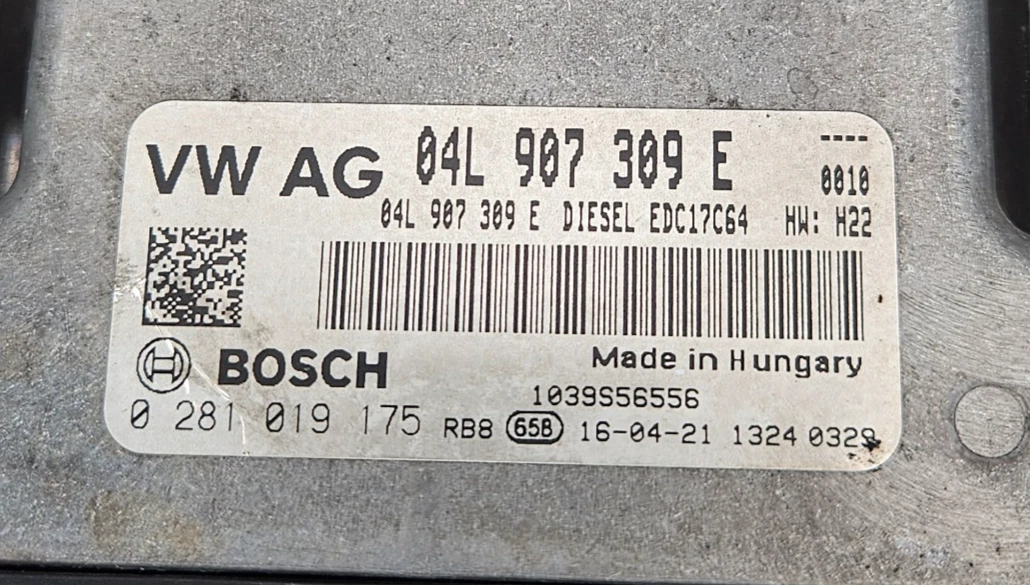 VW AG 04L 907 309 E ----
0010
04L 907 309 E DIESEL EDC17C64 HW: H22
BOSCH Made in Hungary
1039S56556
0 281 019 175 RB8 65B 16-04-21 1324 0329